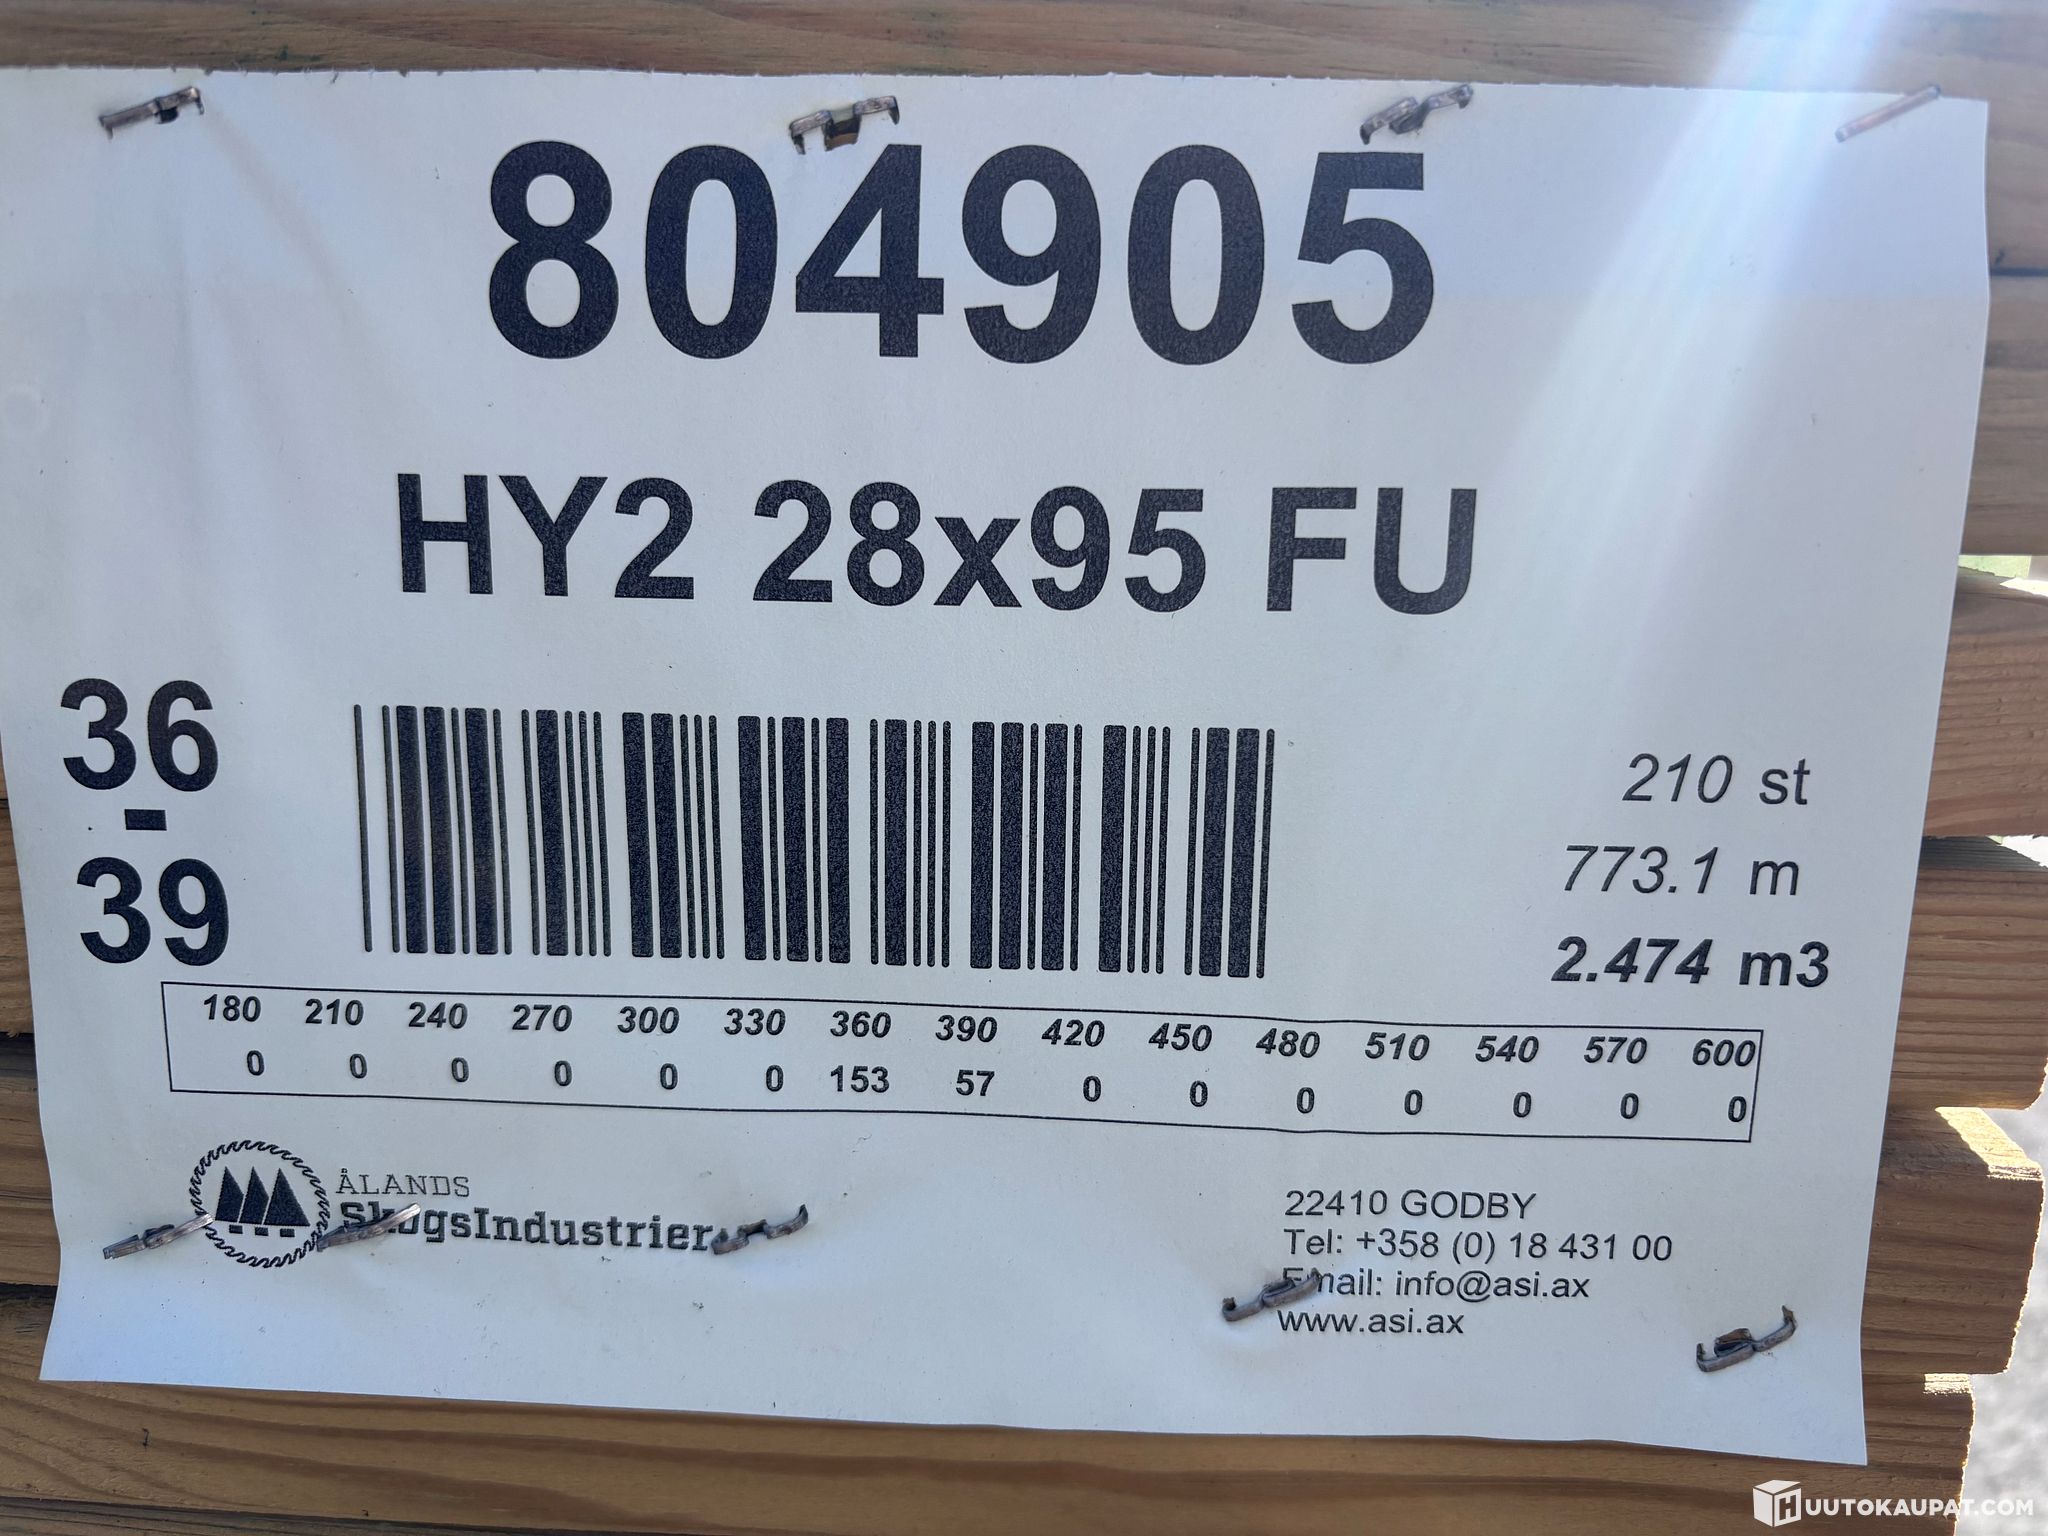 804905
HY2 28x95 FU
36
-
39
210 st
773.1 m
2.474 m3
180 210 240 270 300 330 360 390 420 450 480 510 540 570 600
0 0 0 0 0 0 153 57 0 0 0 0 0 0 0
ÅLANDS
SkogsIndustrier
22410 GODBY
Tel: +358 (0) 18 431 00
Email: info@asi.ax
www.asi.ax
HUUTOKAUPAT.COM